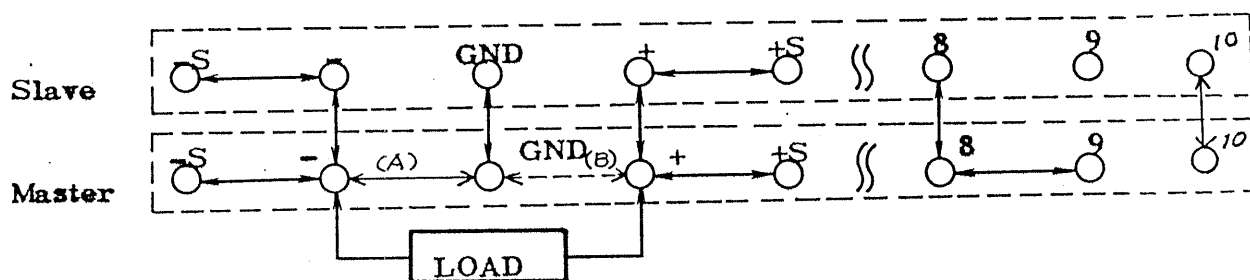 -S - GND + +S 8 9 10
Slave
-S - (A) GND (B) + +S 8 9 10
Master
LOAD